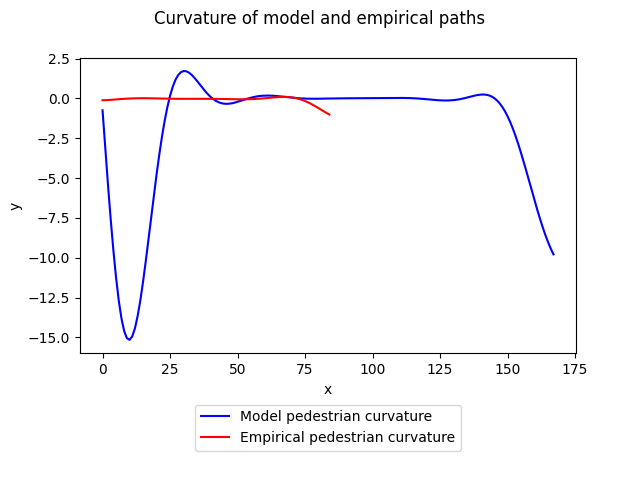 Curvature of model and empirical paths
2.5
0.0
−2.5
−5.0
−7.5
−10.0
−12.5
−15.0
y
0 25 50 75 100 125 150 175
x
Model pedestrian curvature
Empirical pedestrian curvature